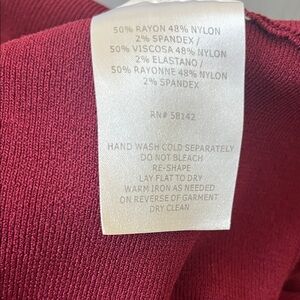 50% RAYON 48% NYLON
2% SPANDEX /
50% VISCOSA 48% NYLON
2% ELASTANO /
50% RAYONNE 48% NYLON
2% SPANDEX
RN# 58142
HAND WASH COLD SEPARATELY
DO NOT BLEACH
RE-SHAPE
LAY FLAT TO DRY
WARM IRON AS NEEDED
ON REVERSE OF GARMENT
DRY CLEAN